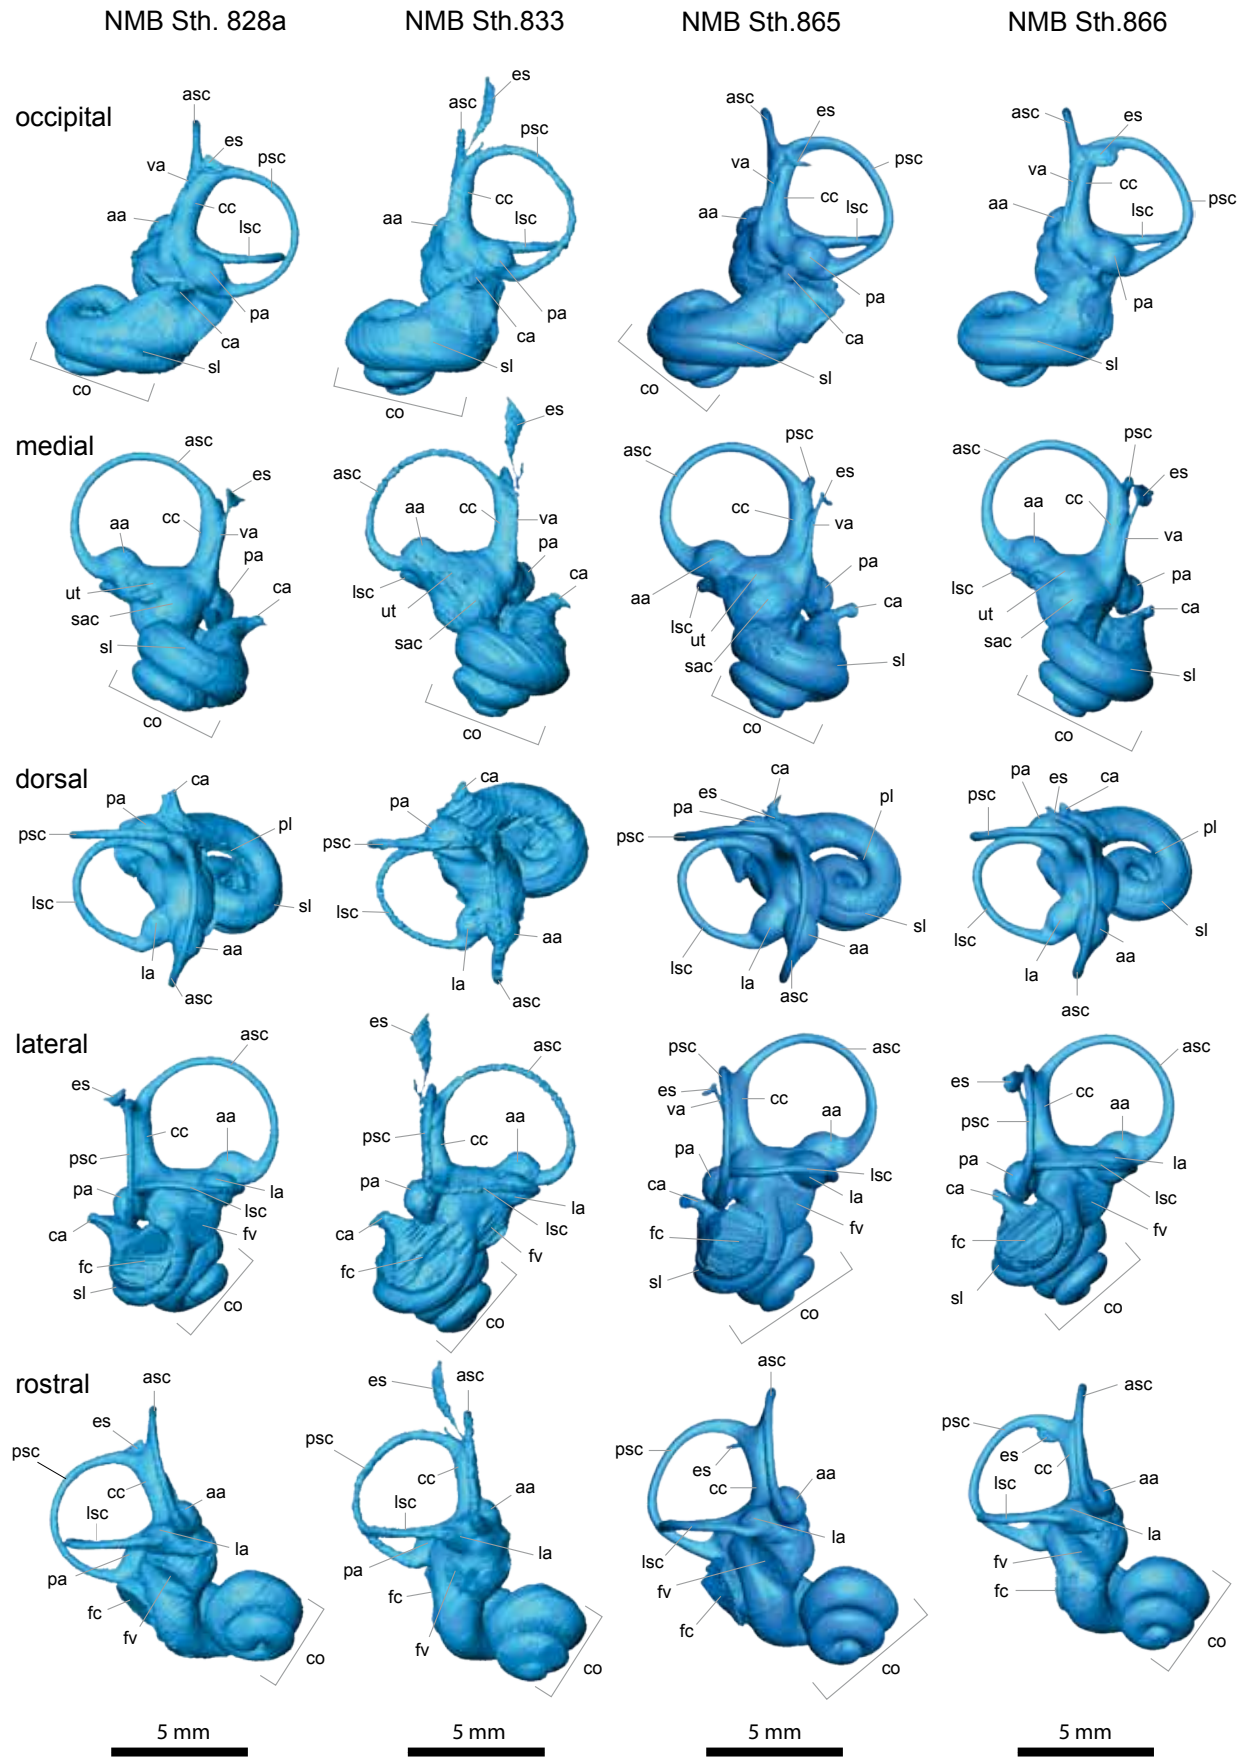 NMB Sth. 828a NMB Sth.833 NMB Sth.865 NMB Sth.866
occipital
asc es va psc cc aa lsc pa ca sl co
es asc psc cc lsc aa pa ca sl co
asc es va psc cc aa lsc pa ca sl co
asc es va cc psc aa lsc pa sl co
medial
asc es aa cc va pa ut ca sac sl co
es asc aa cc va pa ca lsc ut sac co
psc asc es cc va pa aa ca lsc ut sac sl co
psc asc es aa cc va lsc pa ut ca sac sl co
dorsal
ca pa psc pl lsc sl aa la asc
ca pa psc lsc aa la asc
ca es pa pl psc sl lsc aa la asc
pa es ca psc pl sl lsc aa la asc
lateral
asc es aa cc psc pa la lsc ca fv fc sl co
es asc aa psc cc pa la lsc ca fv fc co
psc asc es va cc aa pa lsc ca la fv fc sl co
asc es cc aa psc pa la ca lsc fv fc sl co
rostral
asc es psc cc aa lsc la pa fc fv co
es asc psc cc aa lsc la pa fc fv co
asc psc es aa cc la lsc fv fc co
asc psc es cc lsc aa la fv fc co
5 mm 5 mm 5 mm 5 mm